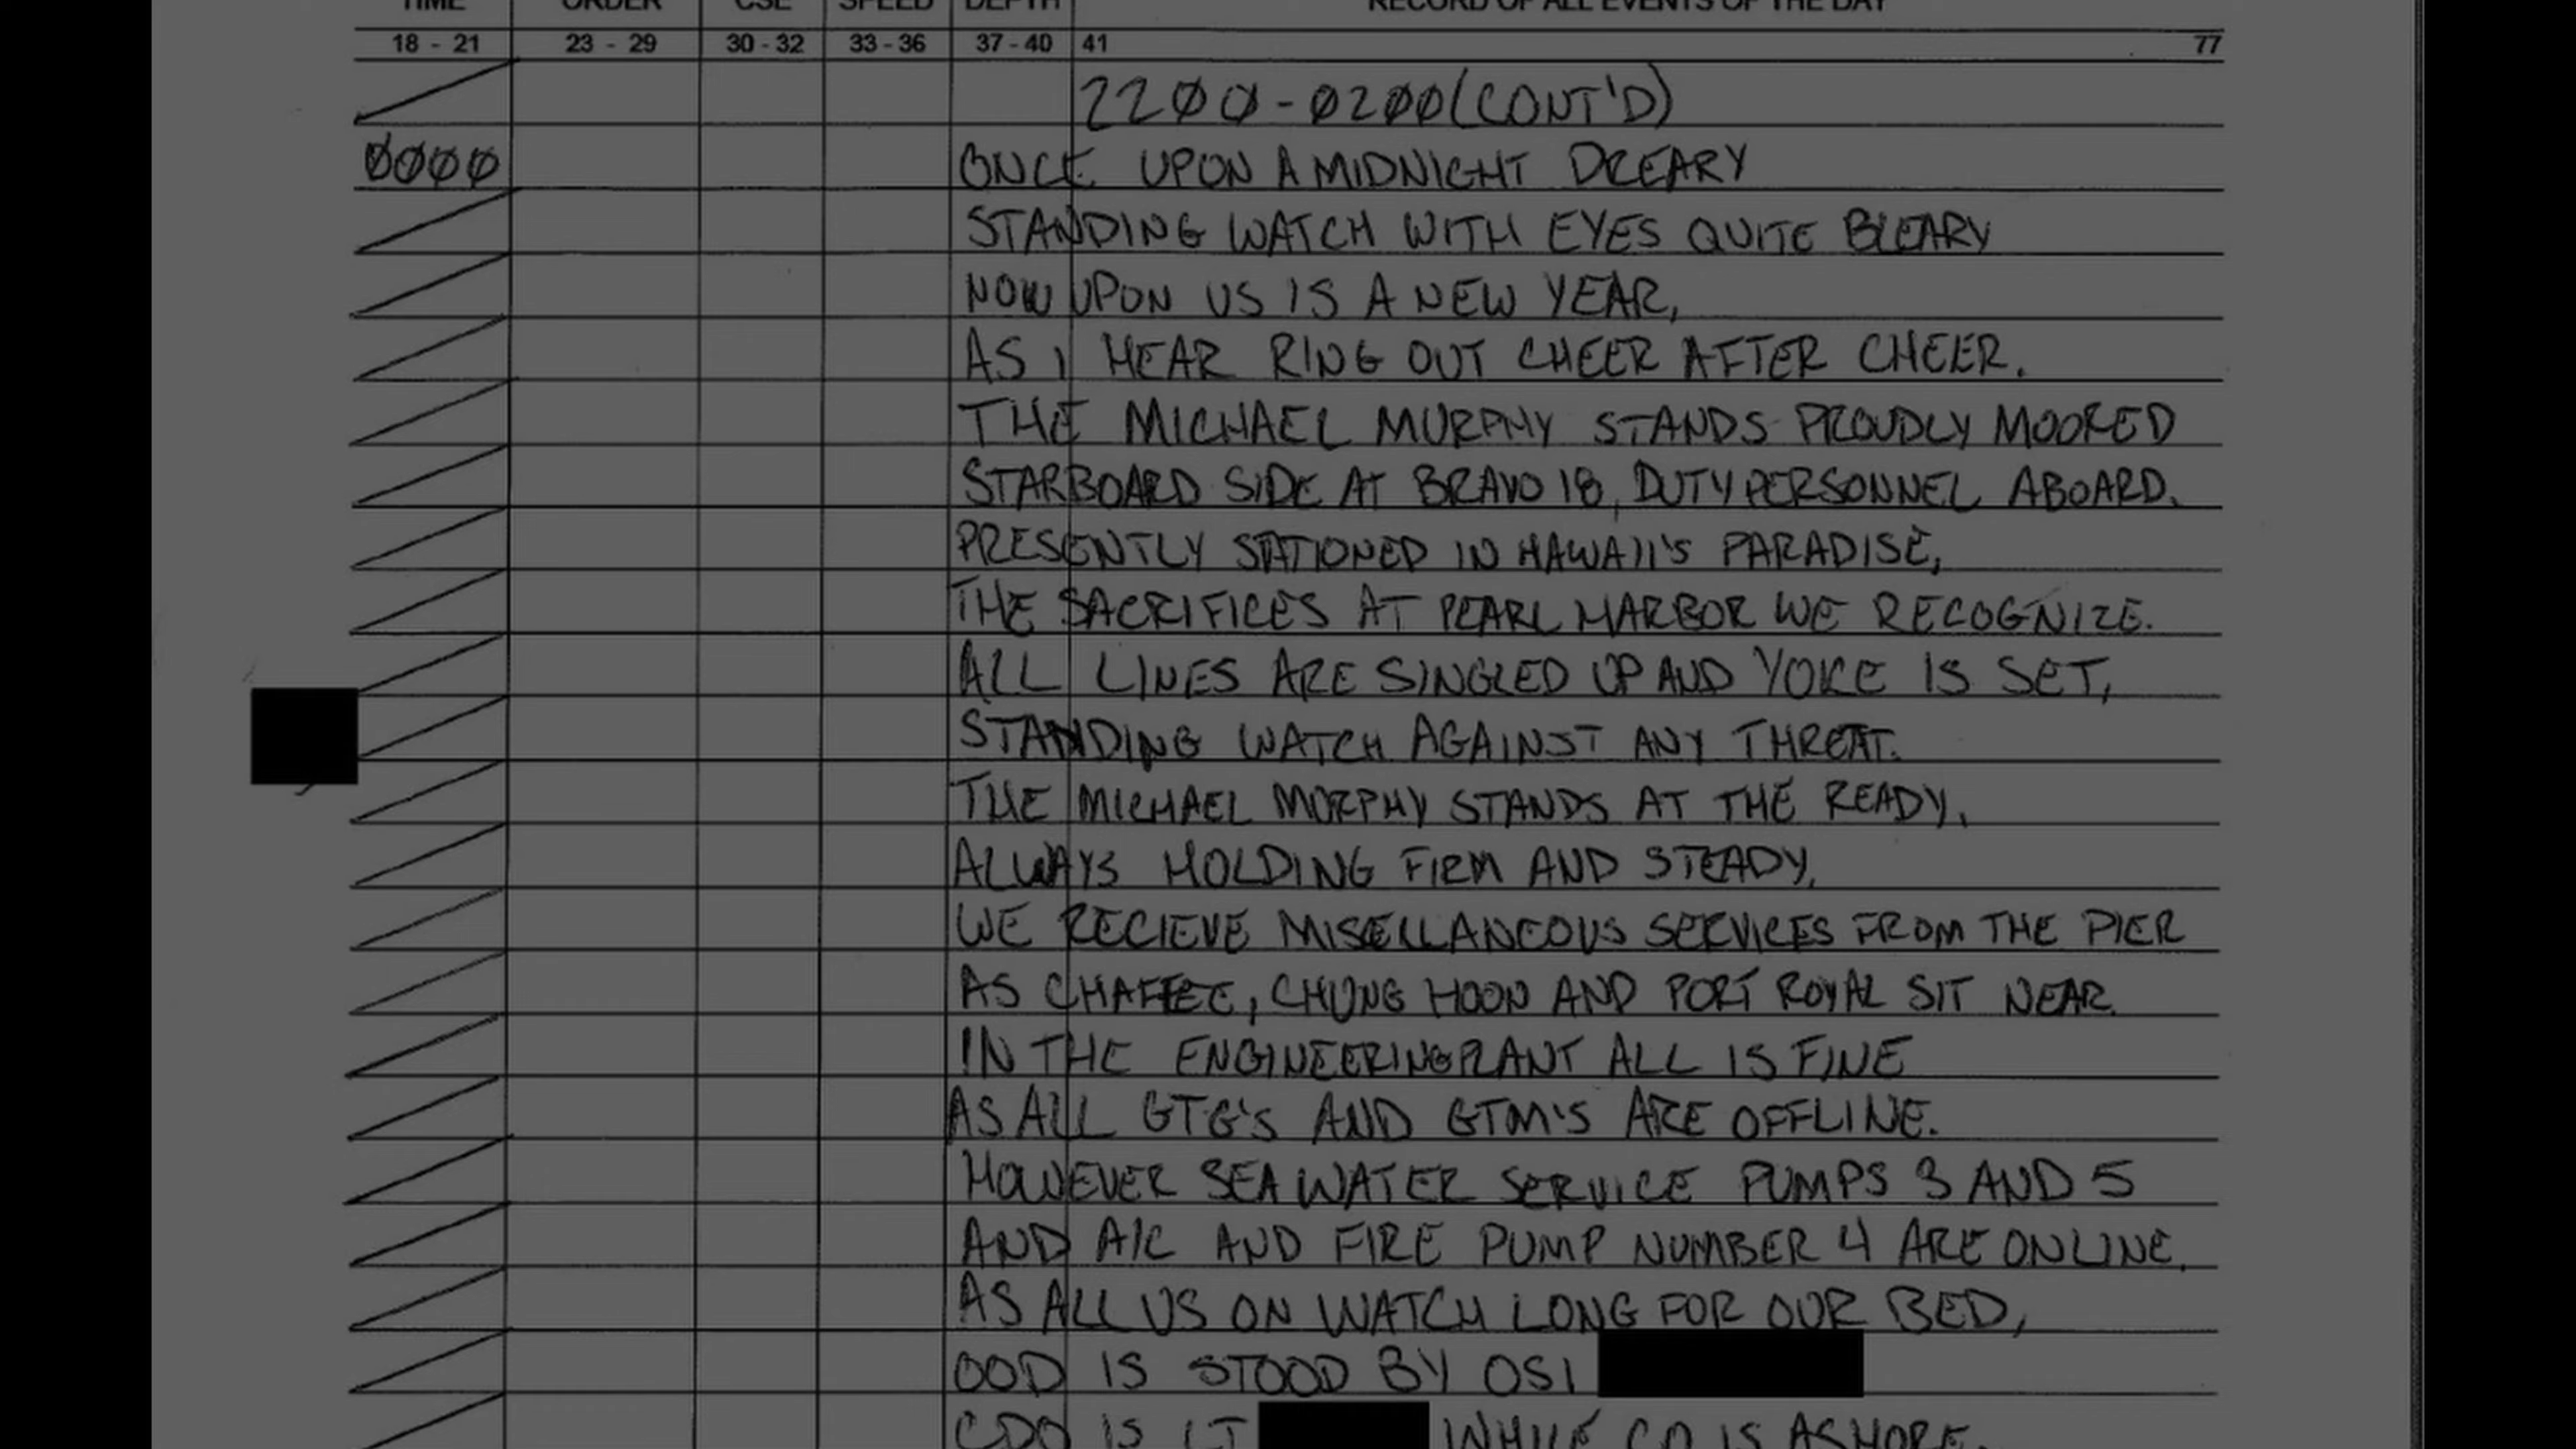 TIME ORDER CSE SPEED DEPTH RECORD OF ALL EVENTS OF THE DAY
18 - 21 23 - 29 30 - 32 33 - 36 37 - 40 41 77
2200-0200 (CONT'D)
0000 ONCE UPON A MIDNIGHT DREARY
STANDING WATCH WITH EYES QUITE BLEARY
NOW UPON US IS A NEW YEAR,
AS I HEAR RING OUT CHEER AFTER CHEER.
THE MICHAEL MURPHY STANDS PROUDLY MOORED
STARBOARD SIDE AT BRAVO 18, DUTY PERSONNEL ABOARD.
PRESENTLY STATIONED IN HAWAII'S PARADISE,
THE SACRIFICES AT PEARL HARBOR WE RECOGNIZE.
ALL LINES ARE SINGLED UP AND YOKE IS SET,
STANDING WATCH AGAINST ANY THREAT.
THE MICHAEL MURPHY STANDS AT THE READY,
ALWAYS HOLDING FIRM AND STEADY.
WE RECIEVE MISCELLANEOUS SERVICES FROM THE PIER
AS CHAFFEE, CHUNG HOON AND PORT ROYAL SIT NEAR.
IN THE ENGINEERING PLANT ALL IS FINE
AS ALL GTG'S AND GTM'S ARE OFFLINE.
HOWEVER SEA WATER SERVICE PUMPS 3 AND 5
AND A/C AND FIRE PUMP NUMBER 4 ARE ONLINE.
AS ALL US ON WATCH LONG FOR OUR BED,
OOD IS STOOD BY OS1
CDO IS LT WHILE CO IS ASHORE.